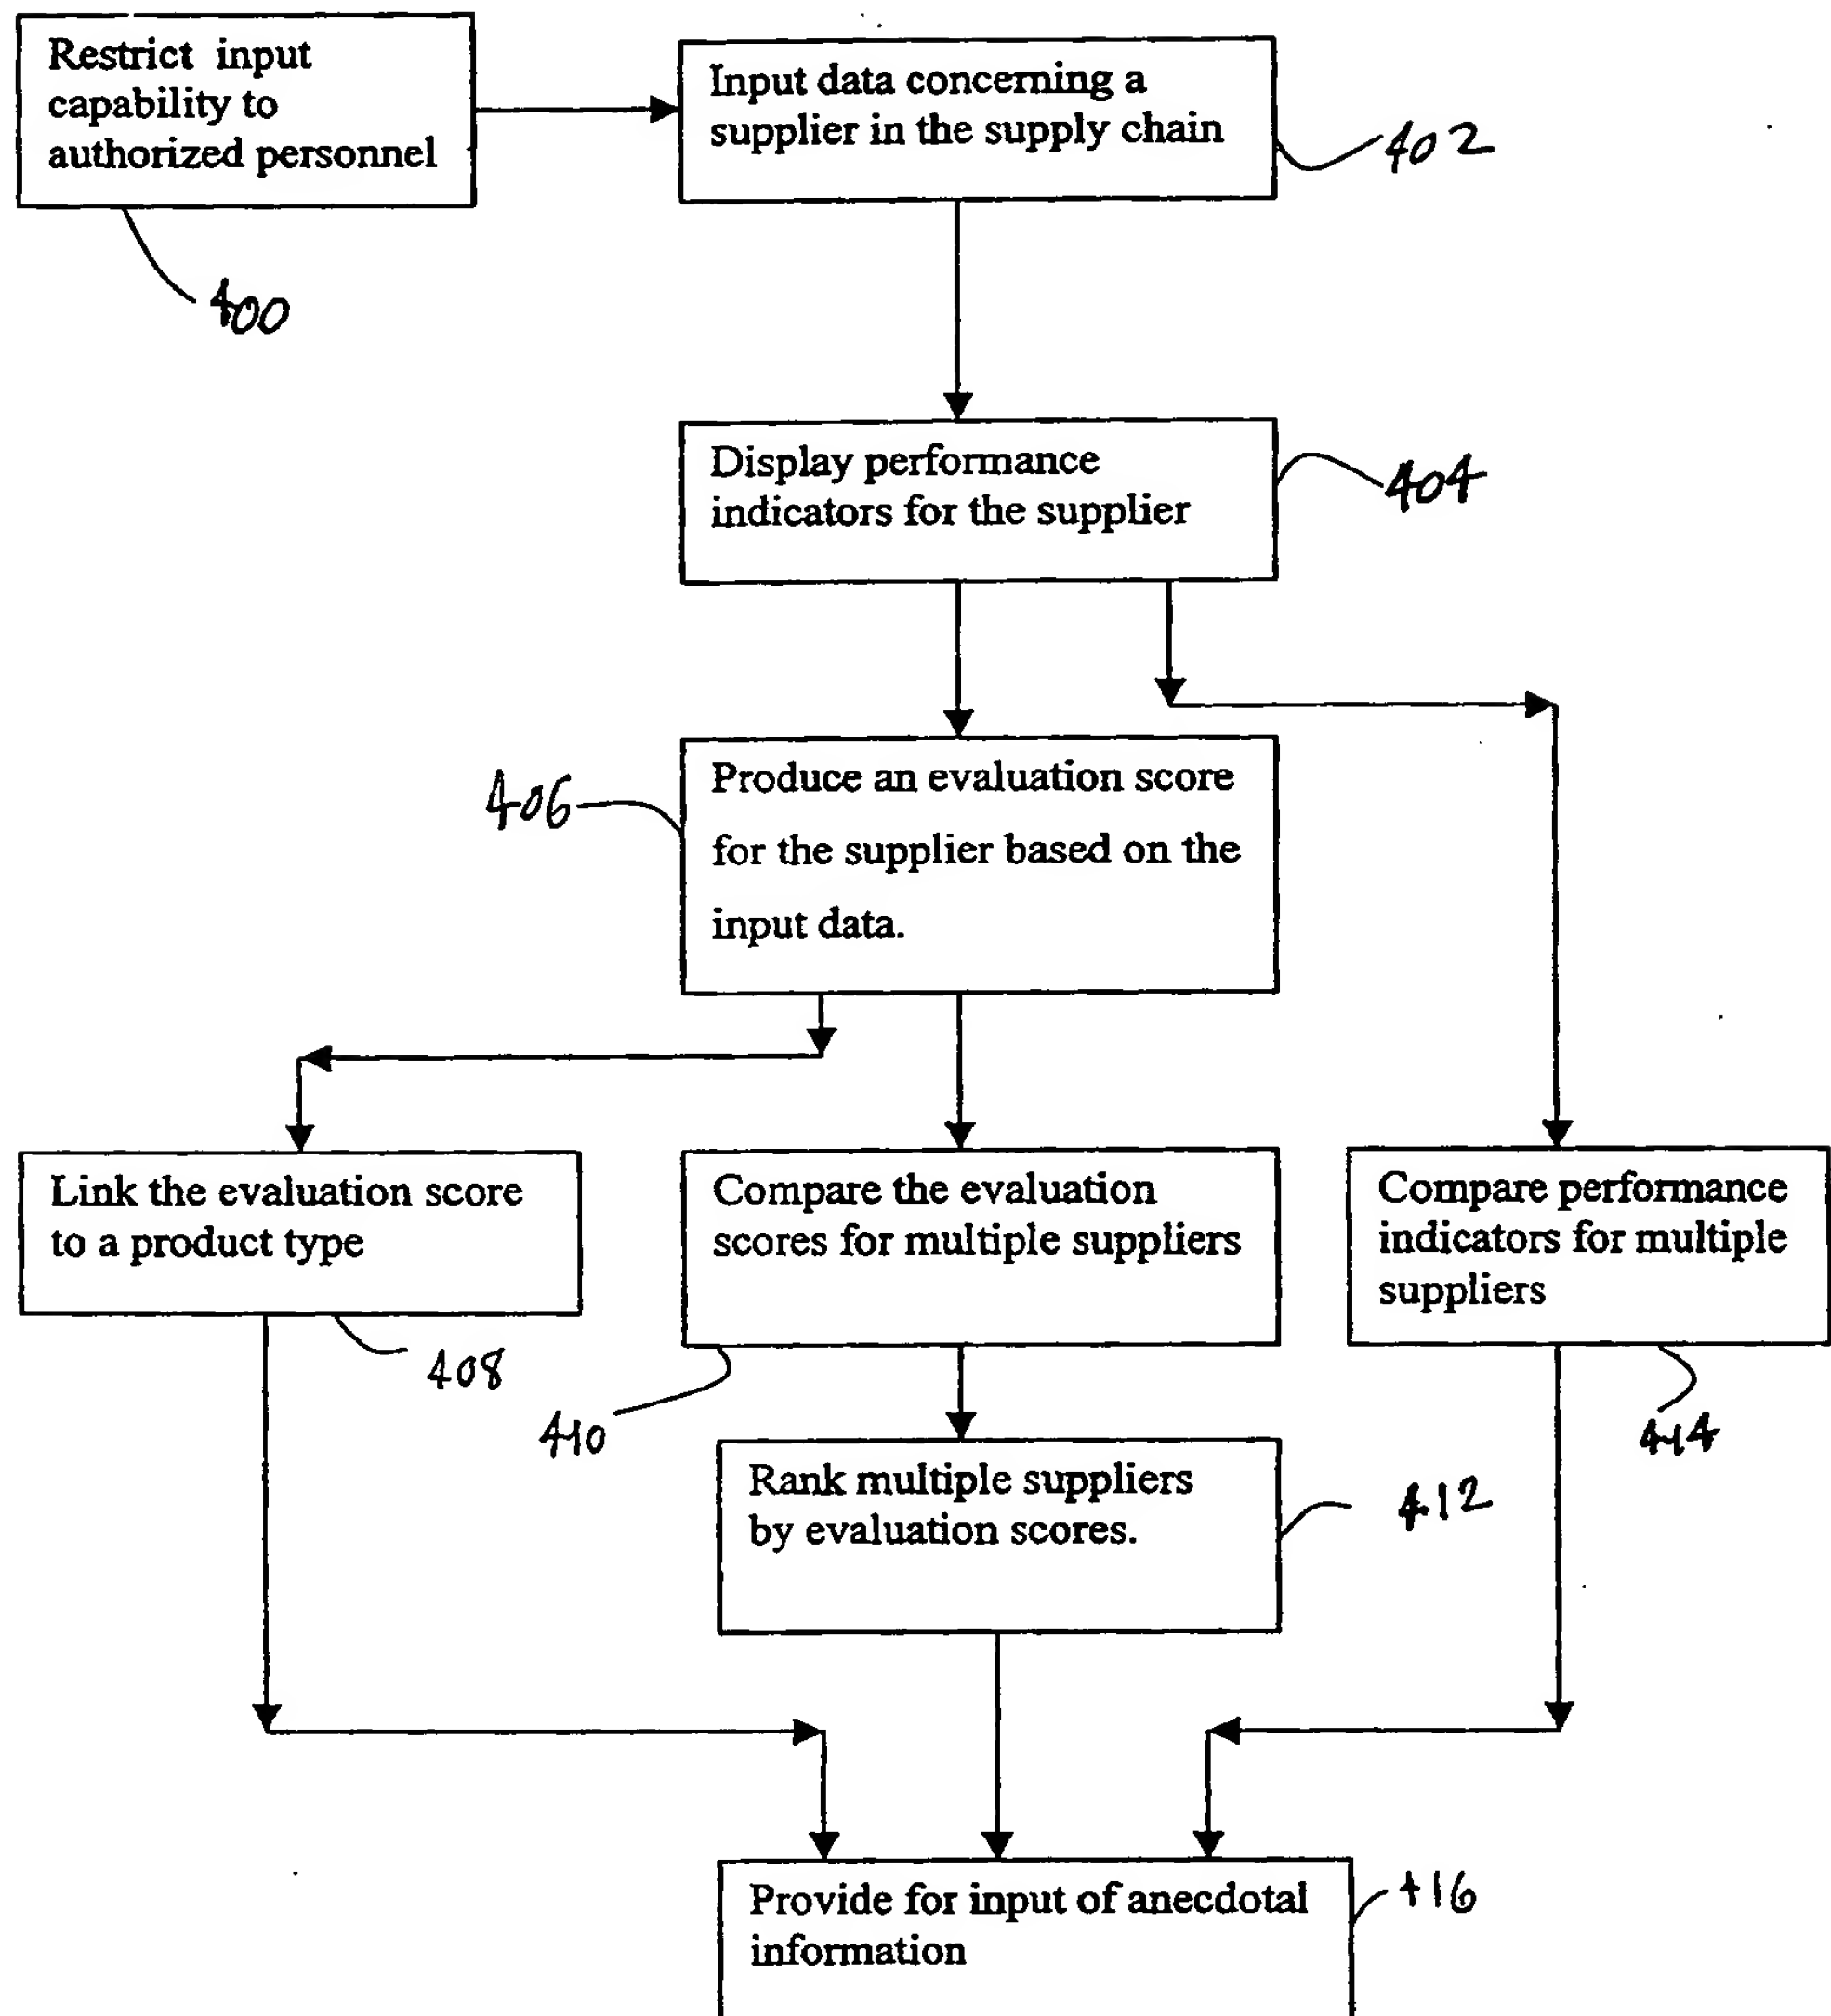 Restrict input
capability to
authorized personnel
400
Input data concerning a
supplier in the supply chain
402
Display performance
indicators for the supplier
404
Produce an evaluation score
for the supplier based on the
input data.
406
Link the evaluation score
to a product type
408
Compare the evaluation
scores for multiple suppliers
410
Compare performance
indicators for multiple
suppliers
414
Rank multiple suppliers
by evaluation scores.
412
Provide for input of anecdotal
information
416